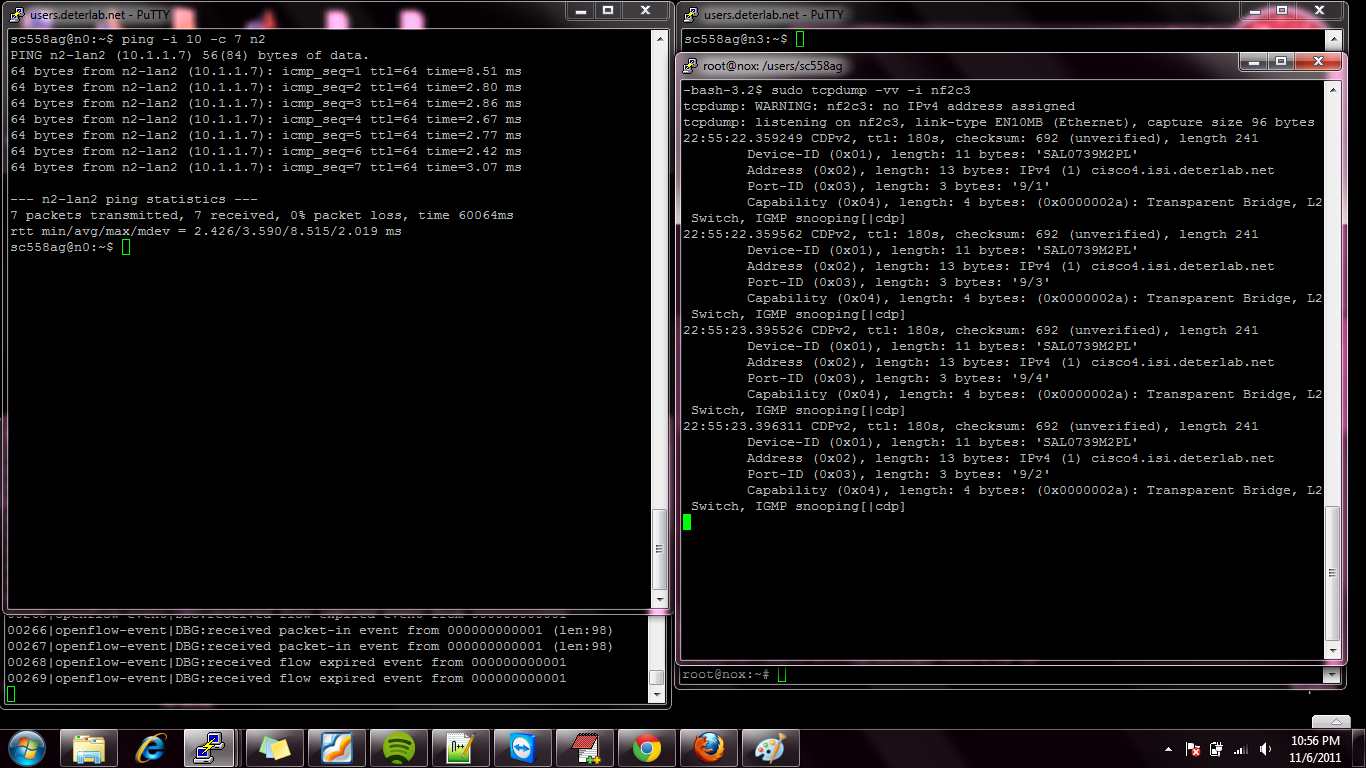 users.deterlab.net - PuTTY
sc558ag@n0:~$ ping -i 10 -c 7 n2
PING n2-lan2 (10.1.1.7) 56(84) bytes of data.
64 bytes from n2-lan2 (10.1.1.7): icmp_seq=1 ttl=64 time=8.51 ms
64 bytes from n2-lan2 (10.1.1.7): icmp_seq=2 ttl=64 time=2.80 ms
64 bytes from n2-lan2 (10.1.1.7): icmp_seq=3 ttl=64 time=2.86 ms
64 bytes from n2-lan2 (10.1.1.7): icmp_seq=4 ttl=64 time=2.67 ms
64 bytes from n2-lan2 (10.1.1.7): icmp_seq=5 ttl=64 time=2.77 ms
64 bytes from n2-lan2 (10.1.1.7): icmp_seq=6 ttl=64 time=2.42 ms
64 bytes from n2-lan2 (10.1.1.7): icmp_seq=7 ttl=64 time=3.07 ms
--- n2-lan2 ping statistics ---
7 packets transmitted, 7 received, 0% packet loss, time 60064ms
rtt min/avg/max/mdev = 2.426/3.590/8.515/2.019 ms
sc558ag@n0:~$
00266|openflow-event|DBG:received packet-in event from 000000000001 (len:98)
00267|openflow-event|DBG:received packet-in event from 000000000001 (len:98)
00268|openflow-event|DBG:received flow expired event from 000000000001
00269|openflow-event|DBG:received flow expired event from 000000000001
users.deterlab.net - PuTTY
sc558ag@n3:~$
root@nox: /users/sc558ag
-bash-3.2$ sudo tcpdump -vv -i nf2c3
tcpdump: WARNING: nf2c3: no IPv4 address assigned
tcpdump: listening on nf2c3, link-type EN10MB (Ethernet), capture size 96 bytes
22:55:22.359249 CDPv2, ttl: 180s, checksum: 692 (unverified), length 241
Device-ID (0x01), length: 11 bytes: 'SAL0739M2PL'
Address (0x02), length: 13 bytes: IPv4 (1) cisco4.isi.deterlab.net
Port-ID (0x03), length: 3 bytes: '9/1'
Capability (0x04), length: 4 bytes: (0x0000002a): Transparent Bridge, L2
Switch, IGMP snooping[|cdp]
22:55:22.359562 CDPv2, ttl: 180s, checksum: 692 (unverified), length 241
Device-ID (0x01), length: 11 bytes: 'SAL0739M2PL'
Address (0x02), length: 13 bytes: IPv4 (1) cisco4.isi.deterlab.net
Port-ID (0x03), length: 3 bytes: '9/3'
Capability (0x04), length: 4 bytes: (0x0000002a): Transparent Bridge, L2
Switch, IGMP snooping[|cdp]
22:55:23.395526 CDPv2, ttl: 180s, checksum: 692 (unverified), length 241
Device-ID (0x01), length: 11 bytes: 'SAL0739M2PL'
Address (0x02), length: 13 bytes: IPv4 (1) cisco4.isi.deterlab.net
Port-ID (0x03), length: 3 bytes: '9/4'
Capability (0x04), length: 4 bytes: (0x0000002a): Transparent Bridge, L2
Switch, IGMP snooping[|cdp]
22:55:23.396311 CDPv2, ttl: 180s, checksum: 692 (unverified), length 241
Device-ID (0x01), length: 11 bytes: 'SAL0739M2PL'
Address (0x02), length: 13 bytes: IPv4 (1) cisco4.isi.deterlab.net
Port-ID (0x03), length: 3 bytes: '9/2'
Capability (0x04), length: 4 bytes: (0x0000002a): Transparent Bridge, L2
Switch, IGMP snooping[|cdp]
root@nox:~#
10:56 PM
11/6/2011